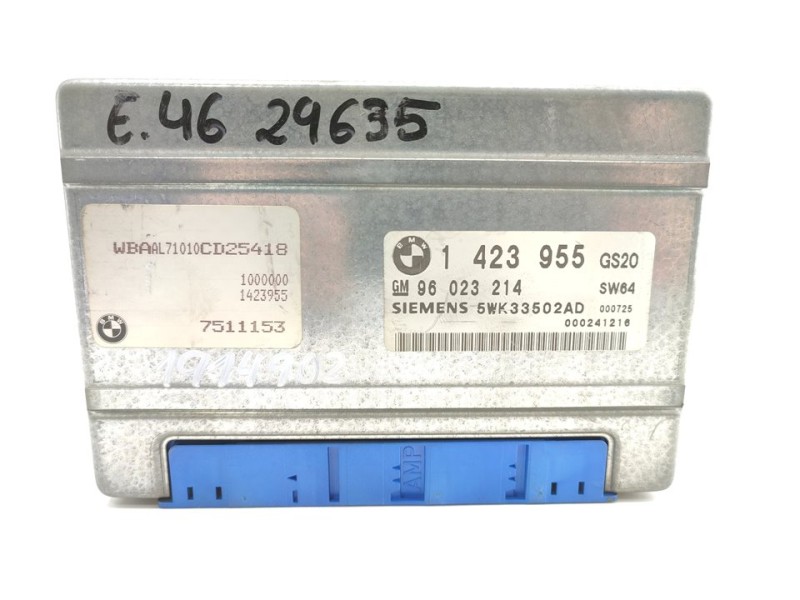 E.46 29635
WBAAL71010CD25418
1000000
1423955
7511153
BMW 1 423 955 GS20
GM 96 023 214 SW64
SIEMENS 5WK33502AD 000725
000241216
AMP